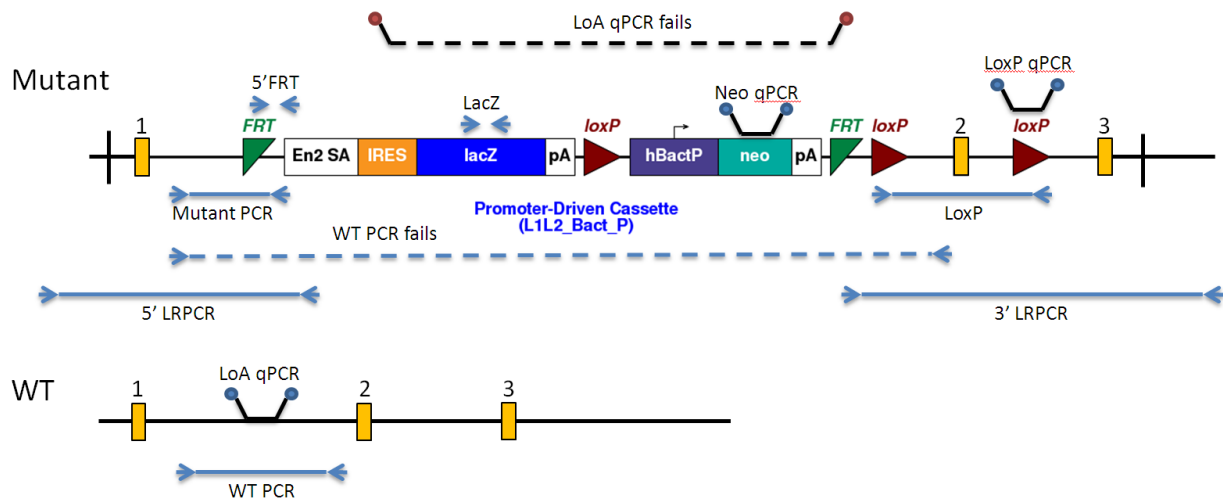 LoA qPCR fails
Mutant
5'FRT
LoxP qPCR
LacZ
Neo qPCR
1
FRT
loxP
FRT
loxP
2
loxP
3
En2 SA
IRES
lacZ
pA
hBactP
neo
pA
Mutant PCR
Promoter-Driven Cassette
(L1L2_Bact_P)
LoxP
WT PCR fails
5' LRPCR
3' LRPCR
WT
LoA qPCR
1
2
3
WT PCR